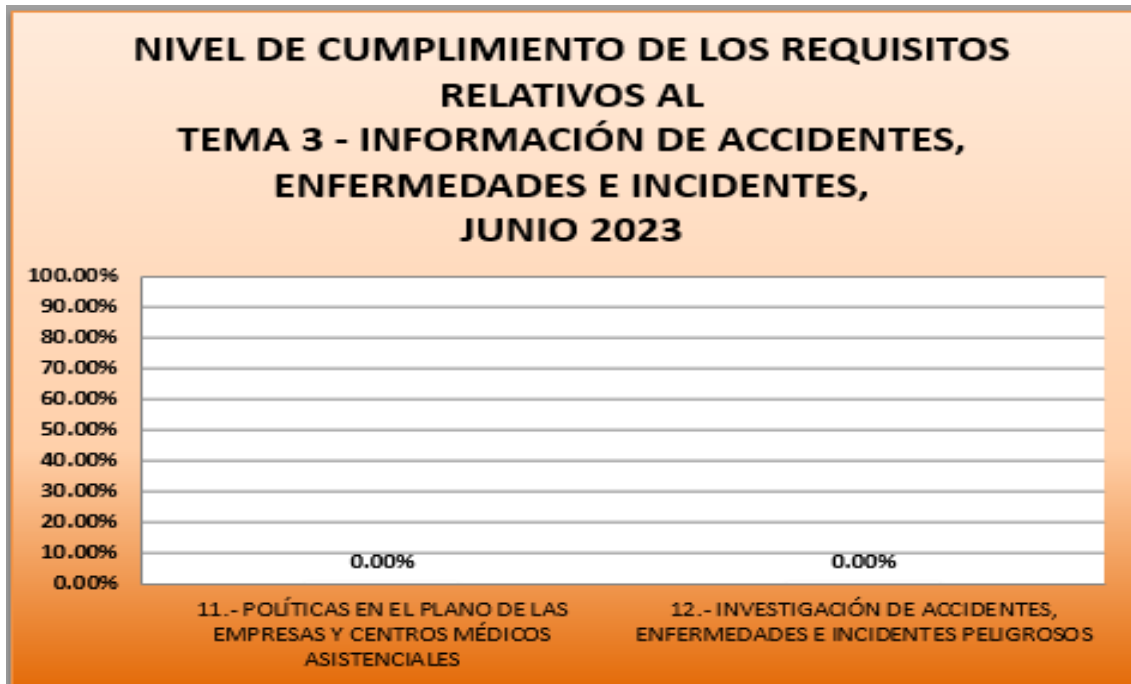 NIVEL DE CUMPLIMIENTO DE LOS REQUISITOS
RELATIVOS AL
TEMA 3 - INFORMACIÓN DE ACCIDENTES,
ENFERMEDADES E INCIDENTES,
JUNIO 2023
100.00%
90.00%
80.00%
70.00%
60.00%
50.00%
40.00%
30.00%
20.00%
10.00%
0.00%
0.00%
0.00%
11.- POLÍTICAS EN EL PLANO DE LAS
EMPRESAS Y CENTROS MÉDICOS
ASISTENCIALES
12.- INVESTIGACIÓN DE ACCIDENTES,
ENFERMEDADES E INCIDENTES PELIGROSOS